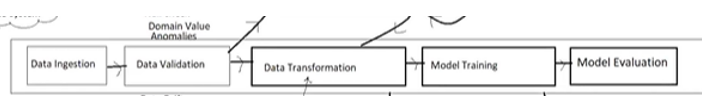 Domain Value
Anomalies
Data Ingestion
Data Validation
Data Transformation
Model Training
Model Evaluation